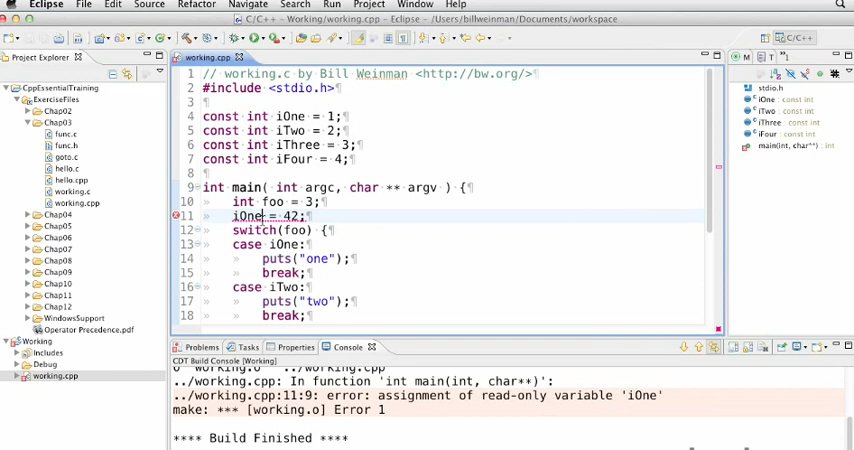 Eclipse File Edit Source Refactor Navigate Search Run Project Window Help
C/C++ - Working/working.cpp - Eclipse - /Users/billweinman/Documents/workspace
C/C++
Project Explorer
CppEssentialTraining
ExerciseFiles
Chap02
Chap03
func.c
func.h
goto.c
hello.c
hello.cpp
working.c
working.cpp
Chap04
Chap05
Chap06
Chap07
Chap08
Chap09
Chap10
Chap11
Chap12
WindowsSupport
Operator Precedence.pdf
Working
Includes
Debug
working.cpp
working.cpp
1 // working.c by Bill Weinman <http://bw.org/>
2 #include <stdio.h>
3
4 const int iOne = 1;
5 const int iTwo = 2;
6 const int iThree = 3;
7 const int iFour = 4;
8
9 int main( int argc, char ** argv ) {
10 int foo = 3;
11 iOne = 42;
12 switch(foo) {
13 case iOne:
14 puts("one");
15 break;
16 case iTwo:
17 puts("two");
18 break;
M T 1
stdio.h
iOne : const int
iTwo : const int
iThree : const int
iFour : const int
main(int, char**) : int
Problems Tasks Properties Console
CDT Build Console [Working]
../working.cpp: In function 'int main(int, char**)':
../working.cpp:11:9: error: assignment of read-only variable 'iOne'
make: *** [working.o] Error 1
**** Build Finished ****